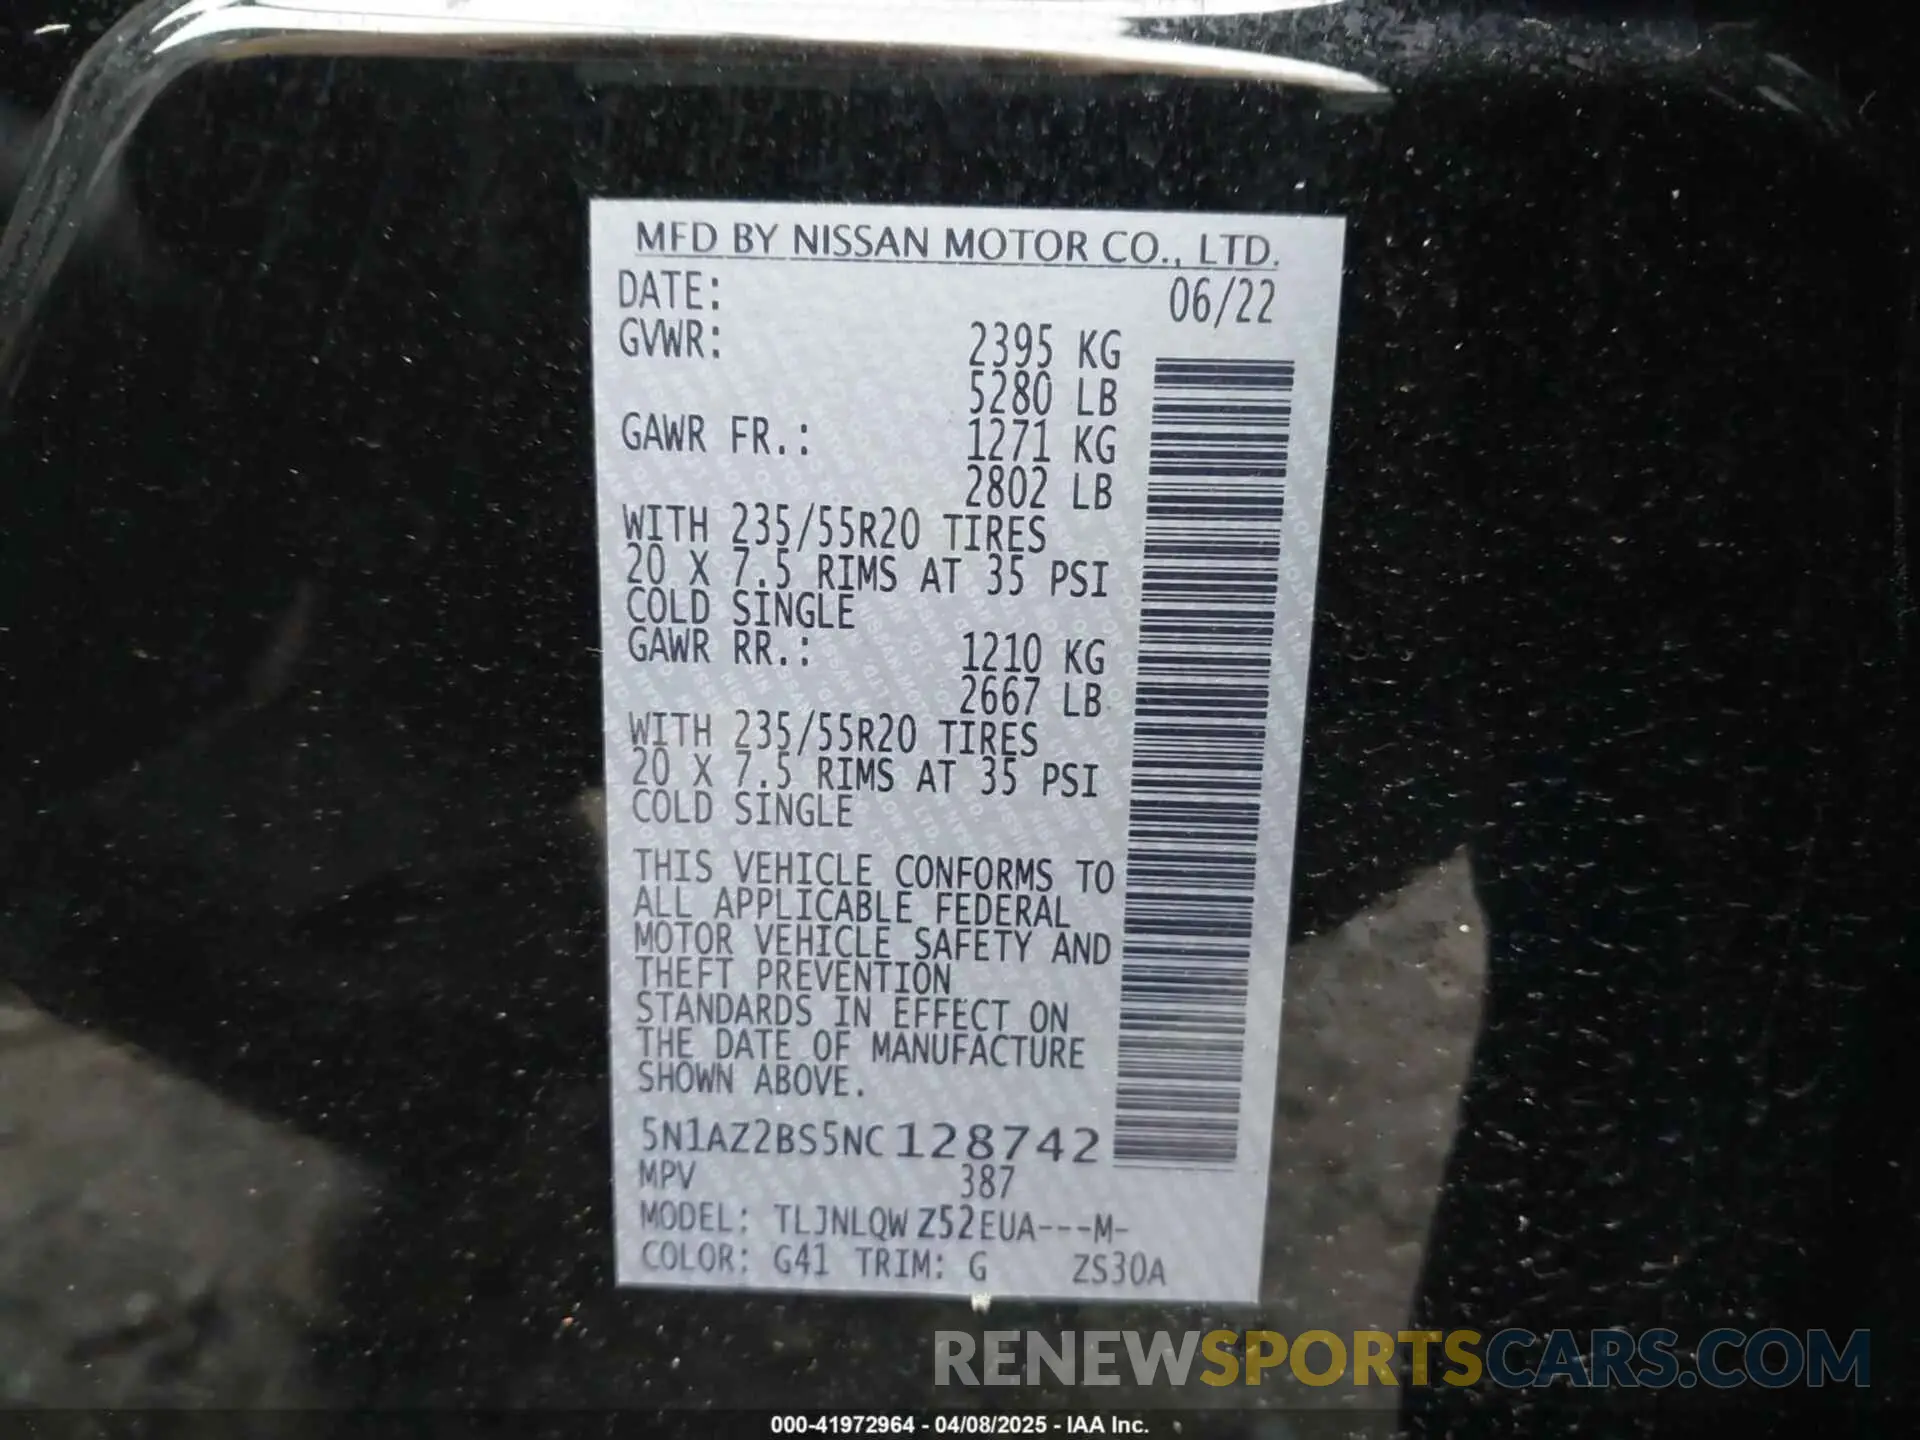 MFD BY NISSAN MOTOR CO., LTD.
DATE: 06/22
GVWR: 2395 KG
5280 LB
GAWR FR.: 1271 KG
2802 LB
WITH 235/55R20 TIRES
20 X 7.5 RIMS AT 35 PSI
COLD SINGLE
GAWR RR.: 1210 KG
2667 LB
WITH 235/55R20 TIRES
20 X 7.5 RIMS AT 35 PSI
COLD SINGLE
THIS VEHICLE CONFORMS TO
ALL APPLICABLE FEDERAL
MOTOR VEHICLE SAFETY AND
THEFT PREVENTION
STANDARDS IN EFFECT ON
THE DATE OF MANUFACTURE
SHOWN ABOVE.
5N1AZ2BS5NC128742
MPV 387
MODEL: TLJNLQW Z52EUA---M-
COLOR: G41 TRIM: G ZS30A
RENEWSPORTSCARS.COM
000-41972964 - 04/08/2025 - IAA Inc.